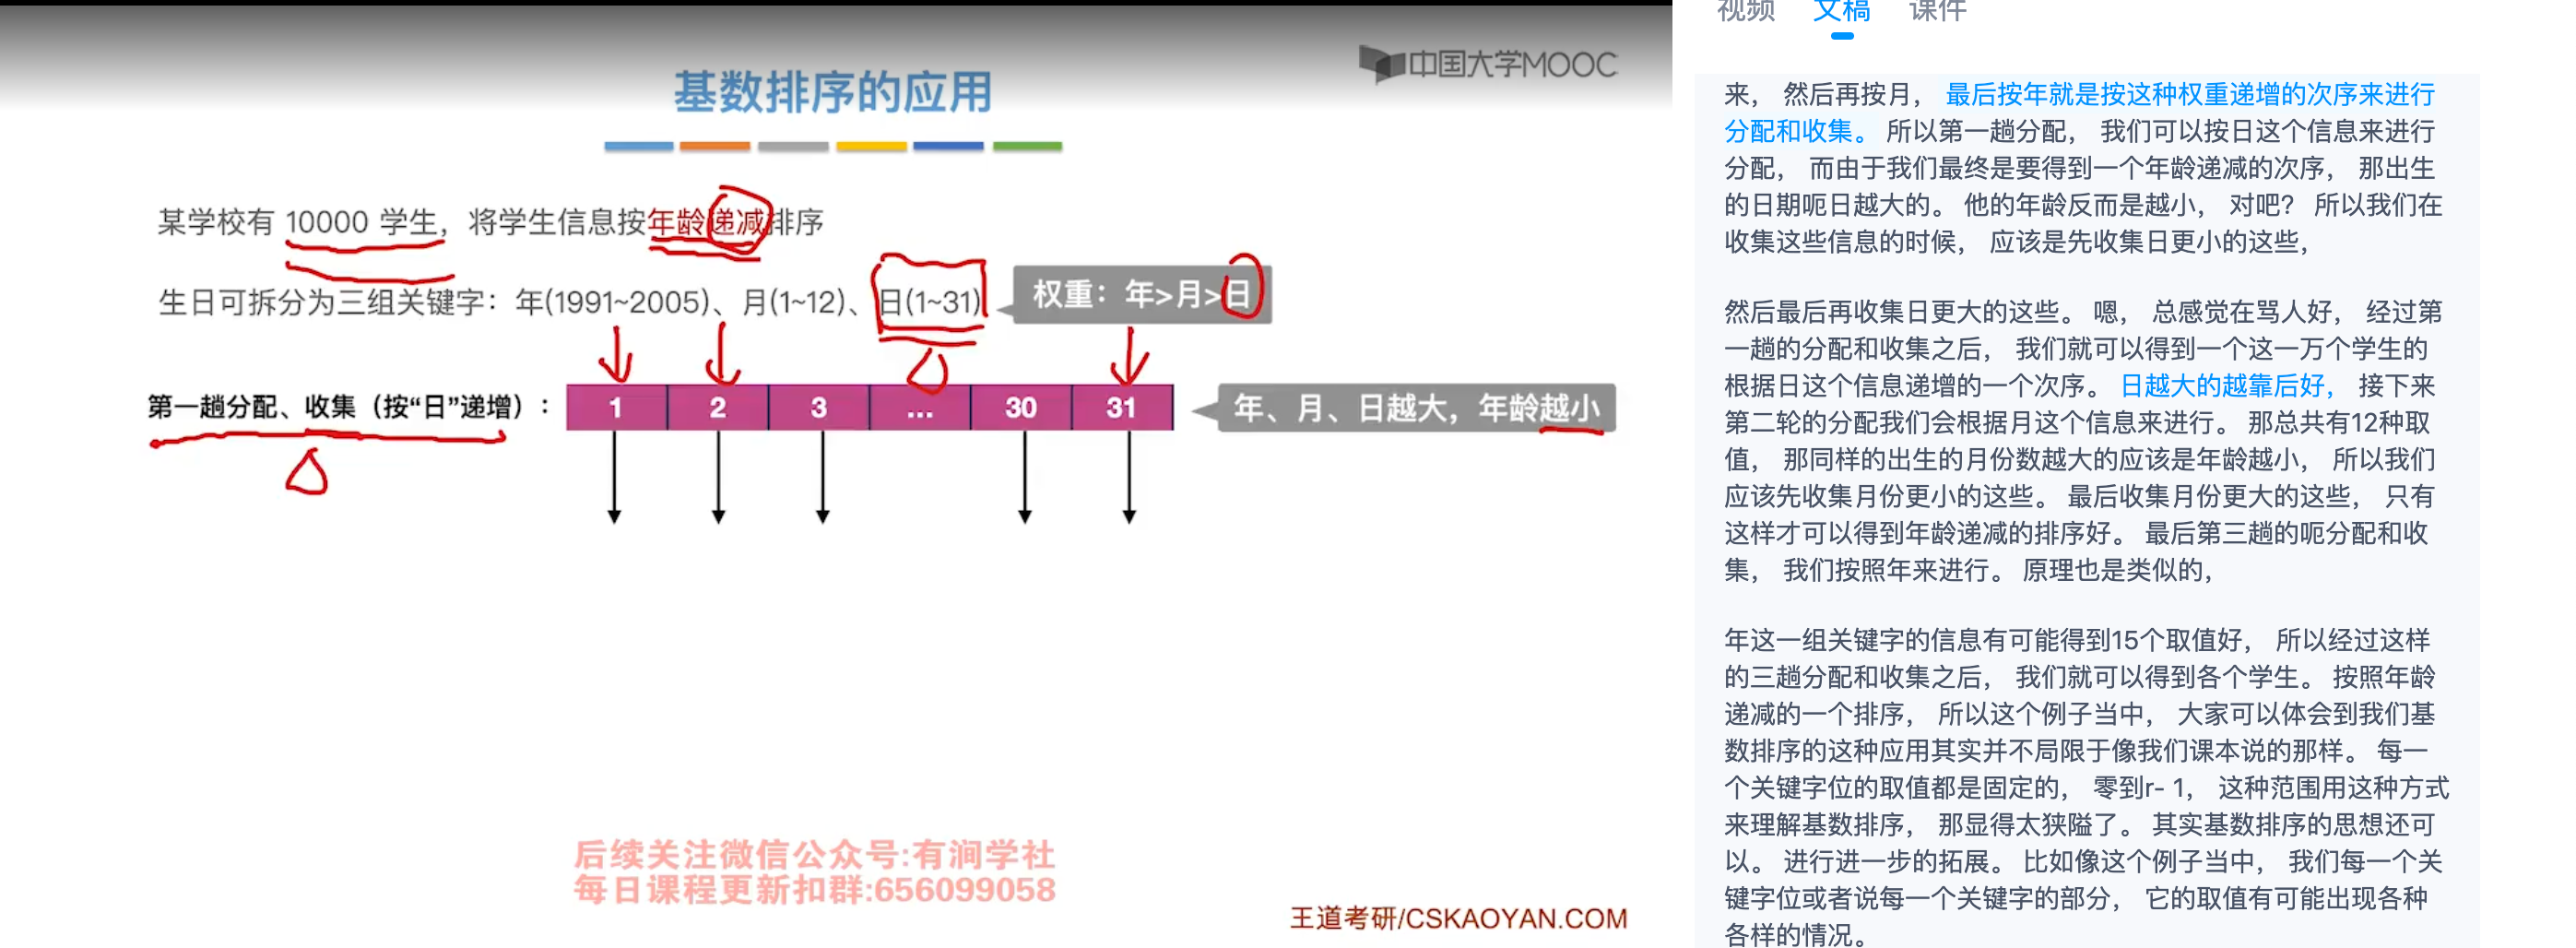 中国大学MOOC
基数排序的应用
某学校有 10000 学生，将学生信息按年龄递减排序
生日可拆分为三组关键字：年(1991~2005)、月(1~12)、日(1~31)
权重：年>月>日
第一趟分配、收集（按“日”递增）：
1 2 3 ... 30 31
年、月、日越大，年龄越小
后续关注微信公众号:有涧学社
每日课程更新扣群:656099058
王道考研/CSKAOYAN.COM
视频 文稿 课件
来， 然后再按月， 最后按年就是按这种权重递增的次序来进行
分配和收集。 所以第一趟分配， 我们可以按日这个信息来进行
分配， 而由于我们最终是要得到一个年龄递减的次序， 那出生
的日期呃日越大的。 他的年龄反而是越小， 对吧？ 所以我们在
收集这些信息的时候， 应该是先收集日更小的这些，
然后最后再收集日更大的这些。 嗯， 总感觉在骂人好， 经过第
一趟的分配和收集之后， 我们就可以得到一个这一万个学生的
根据日这个信息递增的一个次序。 日越大的越靠后好， 接下来
第二轮的分配我们会根据月这个信息来进行。 那总共有12种取
值， 那同样的出生的月份数越大的应该是年龄越小， 所以我们
应该先收集月份更小的这些。 最后收集月份更大的这些， 只有
这样才可以得到年龄递减的排序好。 最后第三趟的呃分配和收
集， 我们按照年来进行。 原理也是类似的，
年这一组关键字的信息有可能得到15个取值好， 所以经过这样
的三趟分配和收集之后， 我们就可以得到各个学生。 按照年龄
递减的一个排序， 所以这个例子当中， 大家可以体会到我们基
数排序的这种应用其实并不局限于像我们课本说的那样。 每一
个关键字位的取值都是固定的， 零到r- 1， 这种范围用这种方式
来理解基数排序， 那显得太狭隘了。 其实基数排序的思想还可
以。 进行进一步的拓展。 比如像这个例子当中， 我们每一个关
键字位或者说每一个关键字的部分， 它的取值有可能出现各种
各样的情况。